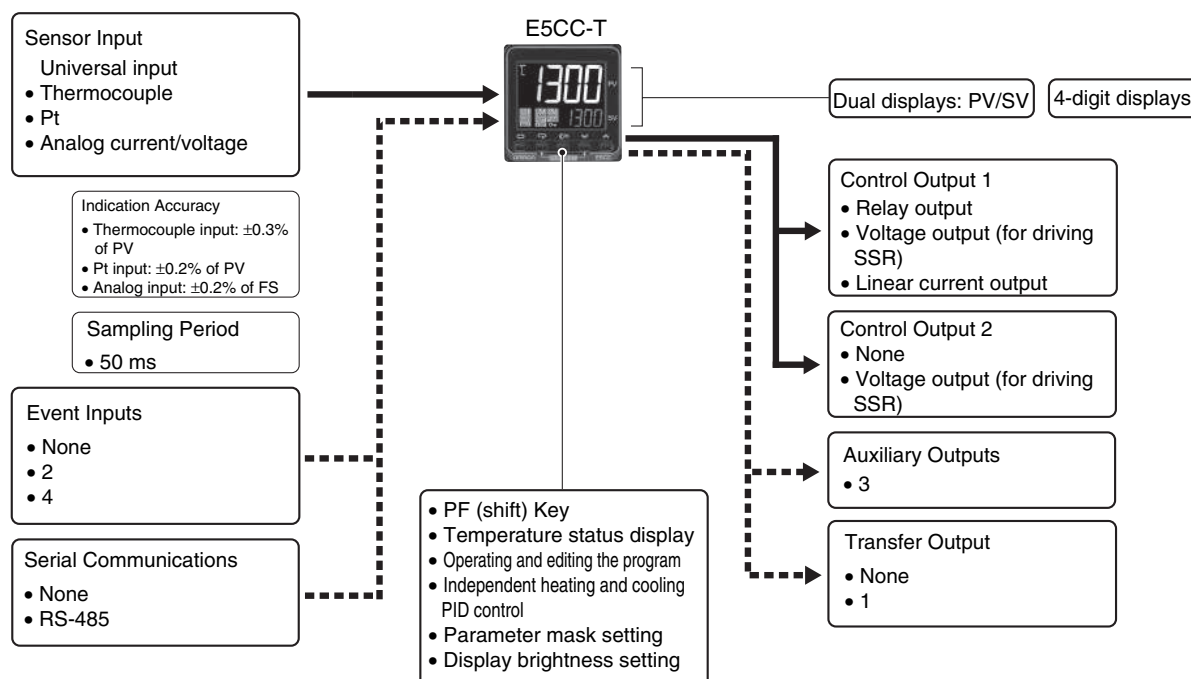 E5CC-T
Sensor Input
Universal input
• Thermocouple
• Pt
• Analog current/voltage
1300
PV
1300
SV
Dual displays: PV/SV
4-digit displays
Indication Accuracy
• Thermocouple input: ±0.3%
of PV
• Pt input: ±0.2% of PV
• Analog input: ±0.2% of FS
Sampling Period
• 50 ms
Event Inputs
• None
• 2
• 4
Serial Communications
• None
• RS-485
• PF (shift) Key
• Temperature status display
• Operating and editing the program
• Independent heating and cooling
PID control
• Parameter mask setting
• Display brightness setting
Control Output 1
• Relay output
• Voltage output (for driving
SSR)
• Linear current output
Control Output 2
• None
• Voltage output (for driving
SSR)
Auxiliary Outputs
• 3
Transfer Output
• None
• 1